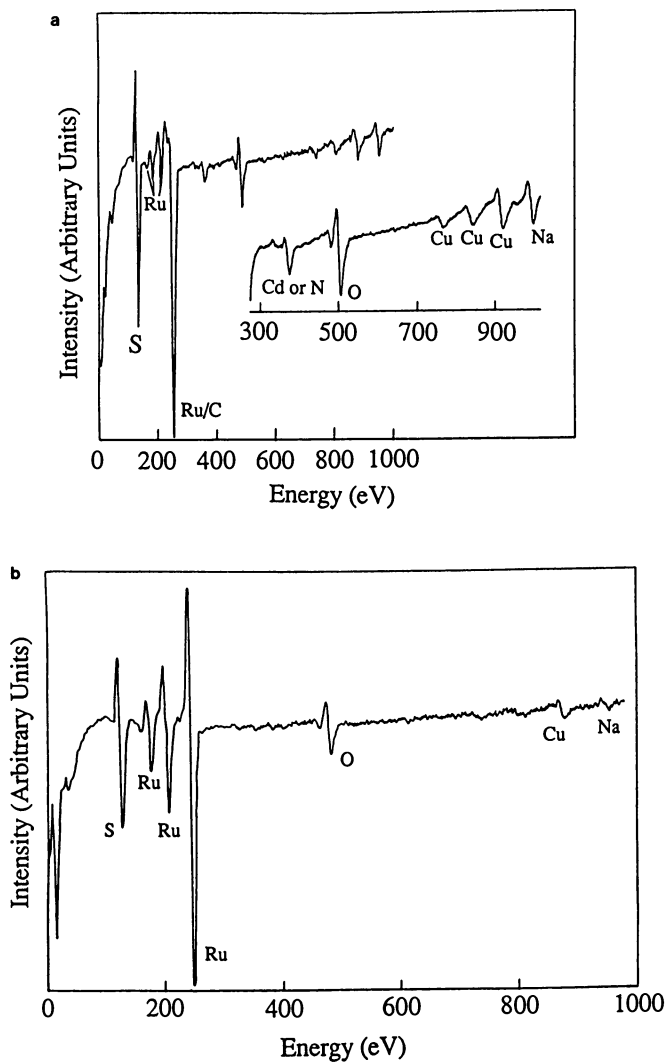 a
Intensity (Arbitrary Units)
Ru
S
Ru/C
Cd or N
O
Cu Cu Cu Na
300 500 700 900
0 200 400 600 800 1000
Energy (eV)
b
Intensity (Arbitrary Units)
S
Ru
Ru
Ru
O
Cu
Na
0 200 400 600 800 1000
Energy (eV)